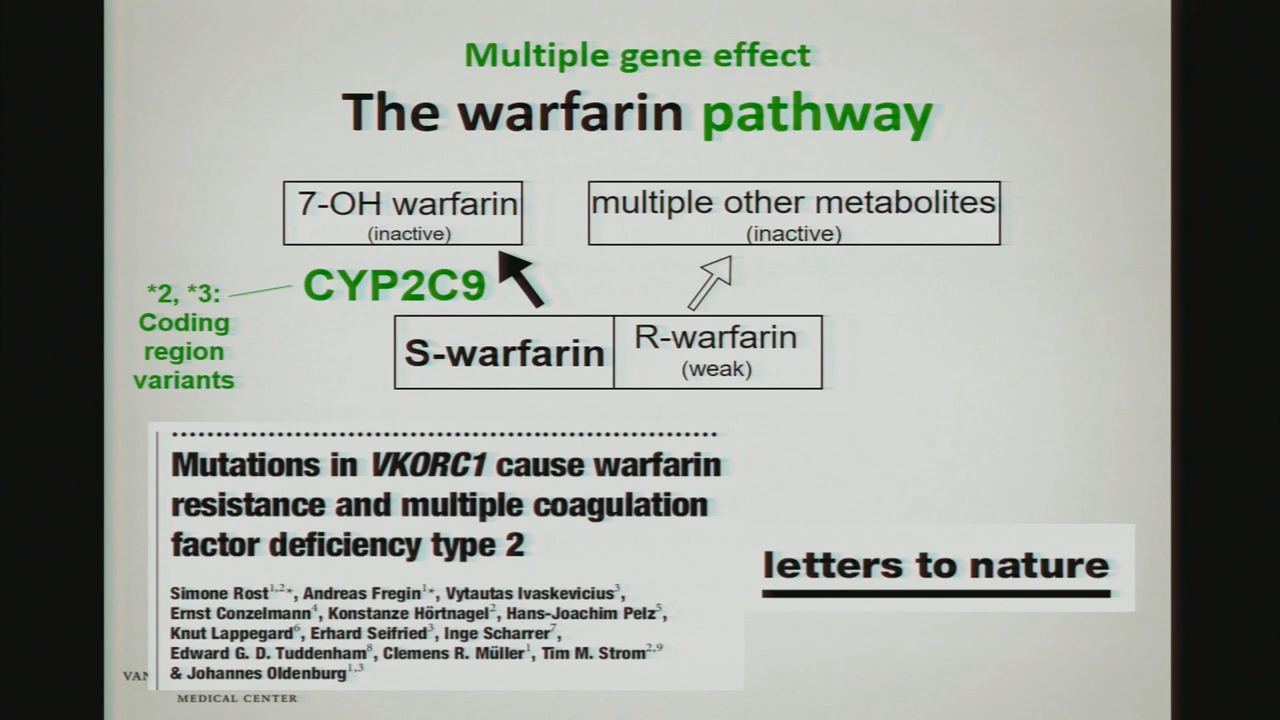 Multiple gene effect
The warfarin pathway
7-OH warfarin
(inactive)
multiple other metabolites
(inactive)
*2, *3:
Coding
region
variants
CYP2C9
S-warfarin
R-warfarin
(weak)
Mutations in VKORC1 cause warfarin
resistance and multiple coagulation
factor deficiency type 2
Simone Rost1,2*, Andreas Fregin1*, Vytautas Ivaskevicius3,
Ernst Conzelmann4, Konstanze Hörtnagel2, Hans-Joachim Pelz5,
Knut Lappegard6, Erhard Seifried3, Inge Scharrer7,
Edward G. D. Tuddenham8, Clemens R. Müller1, Tim M. Strom2,9
& Johannes Oldenburg1,3
letters to nature
MEDICAL CENTER